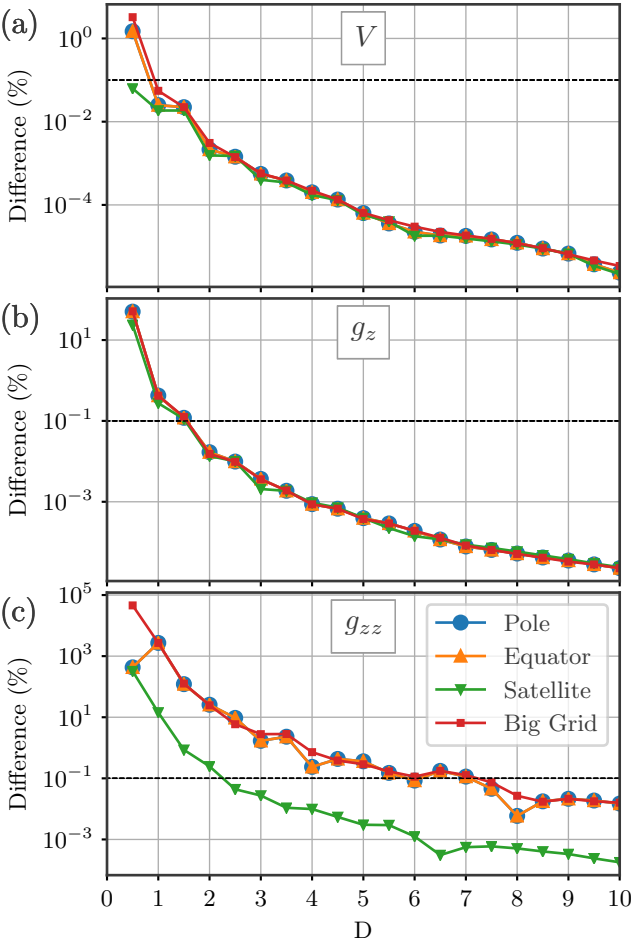 (a)
V
10^0
10^{-2}
10^{-4}
Difference (%)
(b)
g_z
10^1
10^{-1}
10^{-3}
Difference (%)
(c)
g_{zz}
10^5
10^3
10^1
10^{-1}
10^{-3}
Difference (%)
Pole
Equator
Satellite
Big Grid
0 1 2 3 4 5 6 7 8 9 10
D